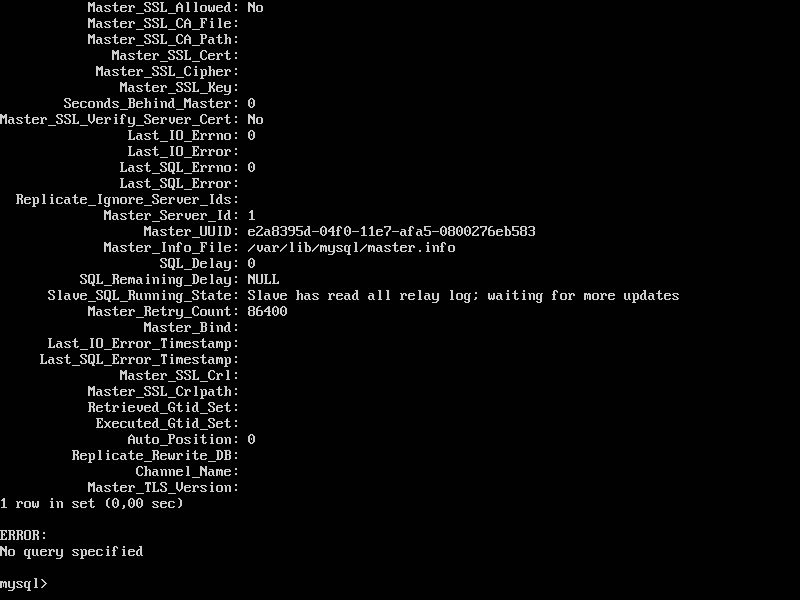 Master_SSL_Allowed: No
Master_SSL_CA_File:
Master_SSL_CA_Path:
Master_SSL_Cert:
Master_SSL_Cipher:
Master_SSL_Key:
Seconds_Behind_Master: 0
Master_SSL_Verify_Server_Cert: No
Last_IO_Errno: 0
Last_IO_Error:
Last_SQL_Errno: 0
Last_SQL_Error:
Replicate_Ignore_Server_Ids:
Master_Server_Id: 1
Master_UUID: e2a8395d-04f0-11e7-afa5-0800276eb583
Master_Info_File: /var/lib/mysql/master.info
SQL_Delay: 0
SQL_Remaining_Delay: NULL
Slave_SQL_Running_State: Slave has read all relay log; waiting for more updates
Master_Retry_Count: 86400
Master_Bind:
Last_IO_Error_Timestamp:
Last_SQL_Error_Timestamp:
Master_SSL_Crl:
Master_SSL_Crlpath:
Retrieved_Gtid_Set:
Executed_Gtid_Set:
Auto_Position: 0
Replicate_Rewrite_DB:
Channel_Name:
Master_TLS_Version:
1 row in set (0,00 sec)
ERROR:
No query specified
mysql>